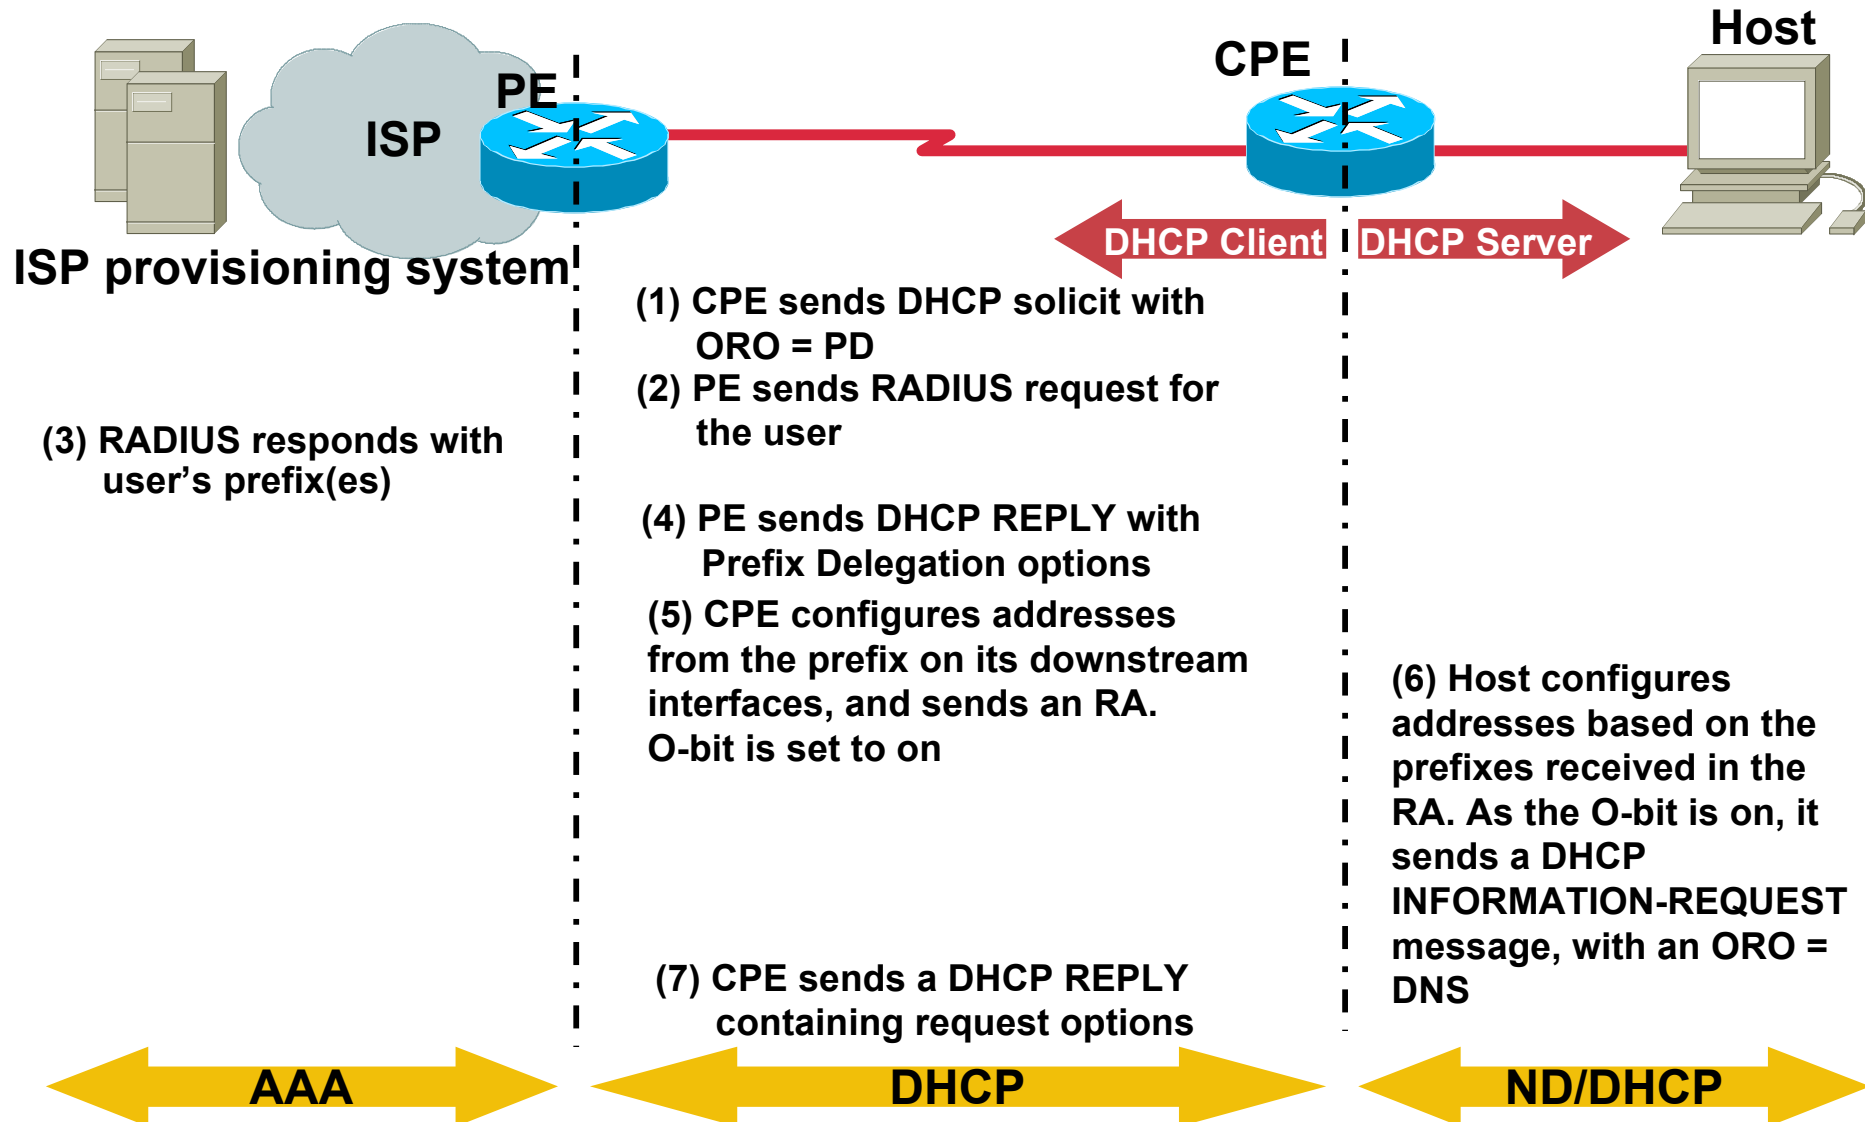 Host
CPE
PE
ISP
DHCP Client
DHCP Server
ISP provisioning system
(1) CPE sends DHCP solicit with
ORO = PD
(2) PE sends RADIUS request for
the user
(3) RADIUS responds with
user’s prefix(es)
(4) PE sends DHCP REPLY with
Prefix Delegation options
(5) CPE configures addresses
from the prefix on its downstream
interfaces, and sends an RA.
O-bit is set to on
(6) Host configures
addresses based on the
prefixes received in the
RA. As the O-bit is on, it
sends a DHCP
INFORMATION-REQUEST
message, with an ORO =
DNS
(7) CPE sends a DHCP REPLY
containing request options
AAA
DHCP
ND/DHCP